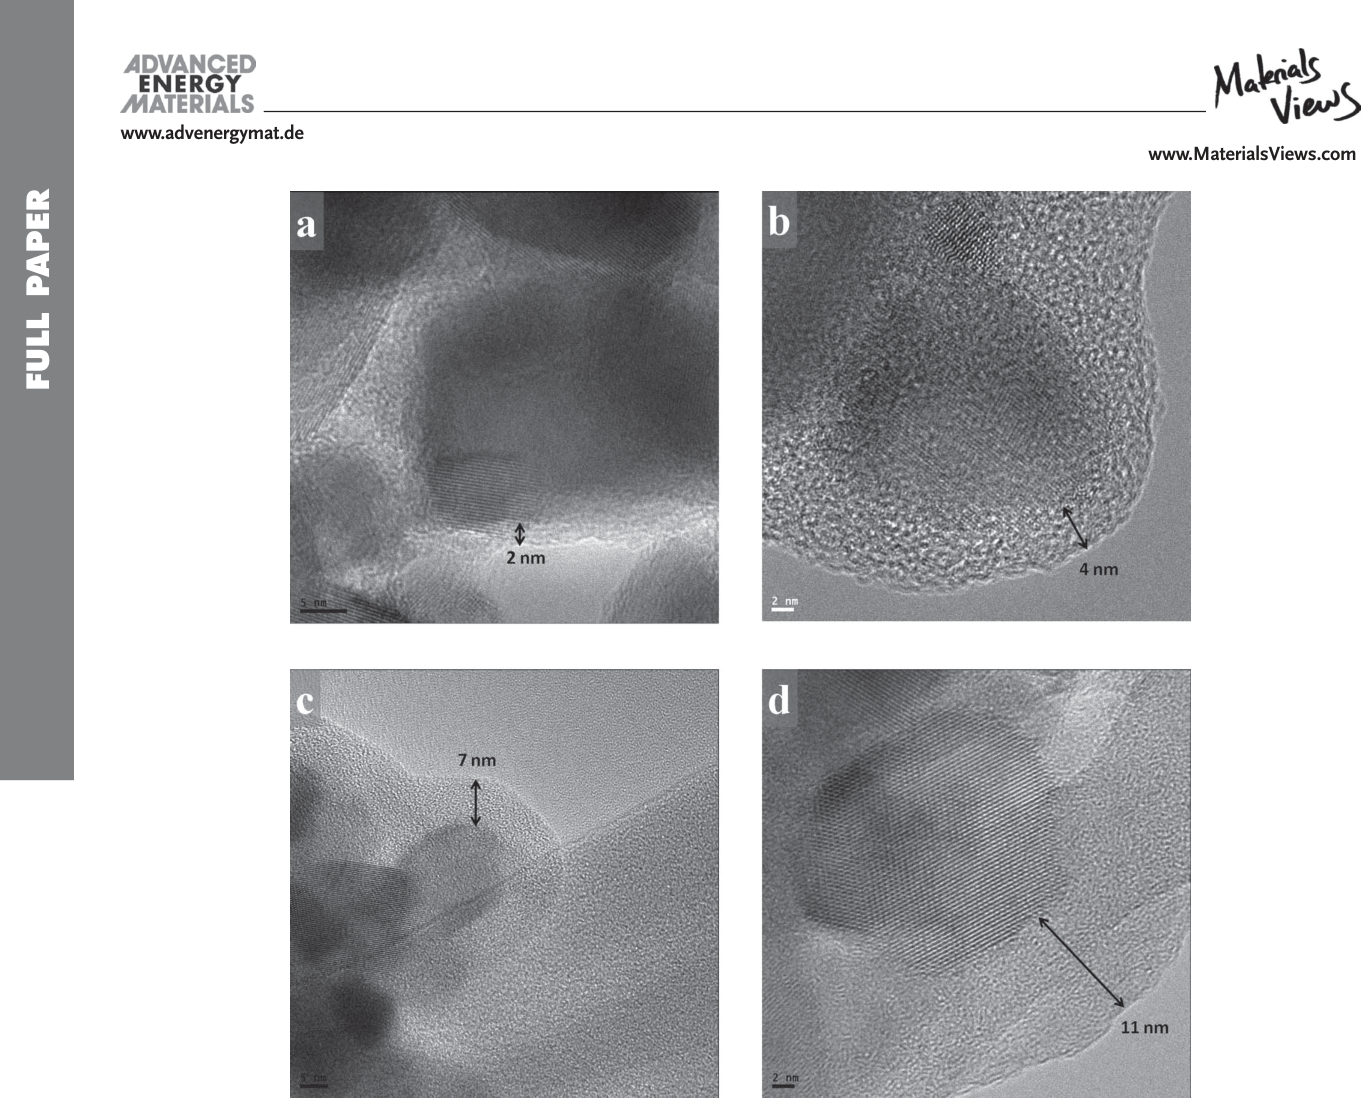 ADVANCED
ENERGY
MATERIALS
www.advenergymat.de
Materials
Views
www.MaterialsViews.com
FULL PAPER
a
2 nm
5 nm
b
4 nm
2 nm
c
7 nm
5 nm
d
11 nm
2 nm